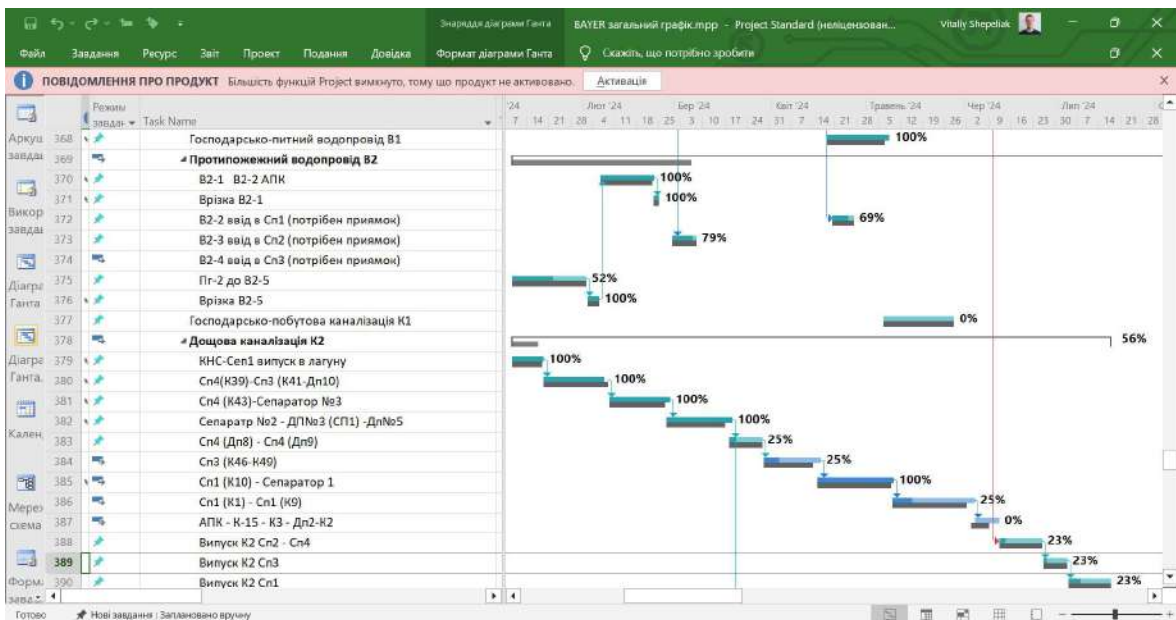 Знаряддя діаграми Ганта
BAYER загальний графік.mpp - Project Standard (неліцензован...
Vitaliy Shepeliak
Файл Завдання Ресурс Звіт Проект Подання Довідка Формат діаграми Ганта Скажіть, що потрібно зробити
ПОВІДОМЛЕННЯ ПРО ПРОДУКТ Більшість функцій Project вимкнуто, тому що продукт не активовано. Активація
Режим Task Name
'24 Лют '24 Бер '24 Кві '24 Травень '24 Чер '24 Лип '24
7 14 21 28 4 11 18 25 3 10 17 24 31 7 14 21 28 5 12 19 26 2 9 16 23 30 7 14 21 28
368 Господарсько-питний водопровід В1 100%
369 Протипожежний водопровід В2
370 В2-1 В2-2 АПК 100%
371 Врізка В2-1 100%
372 В2-2 ввід в Сп1 (потрібен приямок) 69%
373 В2-3 ввід в Сп2 (потрібен приямок) 79%
374 В2-4 ввід в Сп3 (потрібен приямок)
375 Пг-2 до В2-5 52%
376 Врізка В2-5 100%
377 Господарсько-побутова каналізація К1 0%
378 Дощова каналізація К2 56%
379 КНС-Сеп1 випуск в лагуну 100%
380 Сп4(К39)-Сп3 (К41-Дп10) 100%
381 Сп4 (К43)-Сепаратор №3 100%
382 Сепаратр №2 - ДП№3 (СП1) -Дп№5 100%
383 Сп4 (Дп8) - Сп4 (Дп9) 25%
384 Сп3 (К46-К49) 25%
385 Сп1 (К10) - Сепаратор 1 100%
386 Сп1 (К1) - Сп1 (К9) 25%
387 АПК - К-15 - К3 - Дп2-К2 0%
388 Випуск К2 Сп2 - Сп4 23%
389 Випуск К2 Сп3 23%
390 Випуск К2 Сп1 23%
Готово Нові завдання : Заплановано вручну